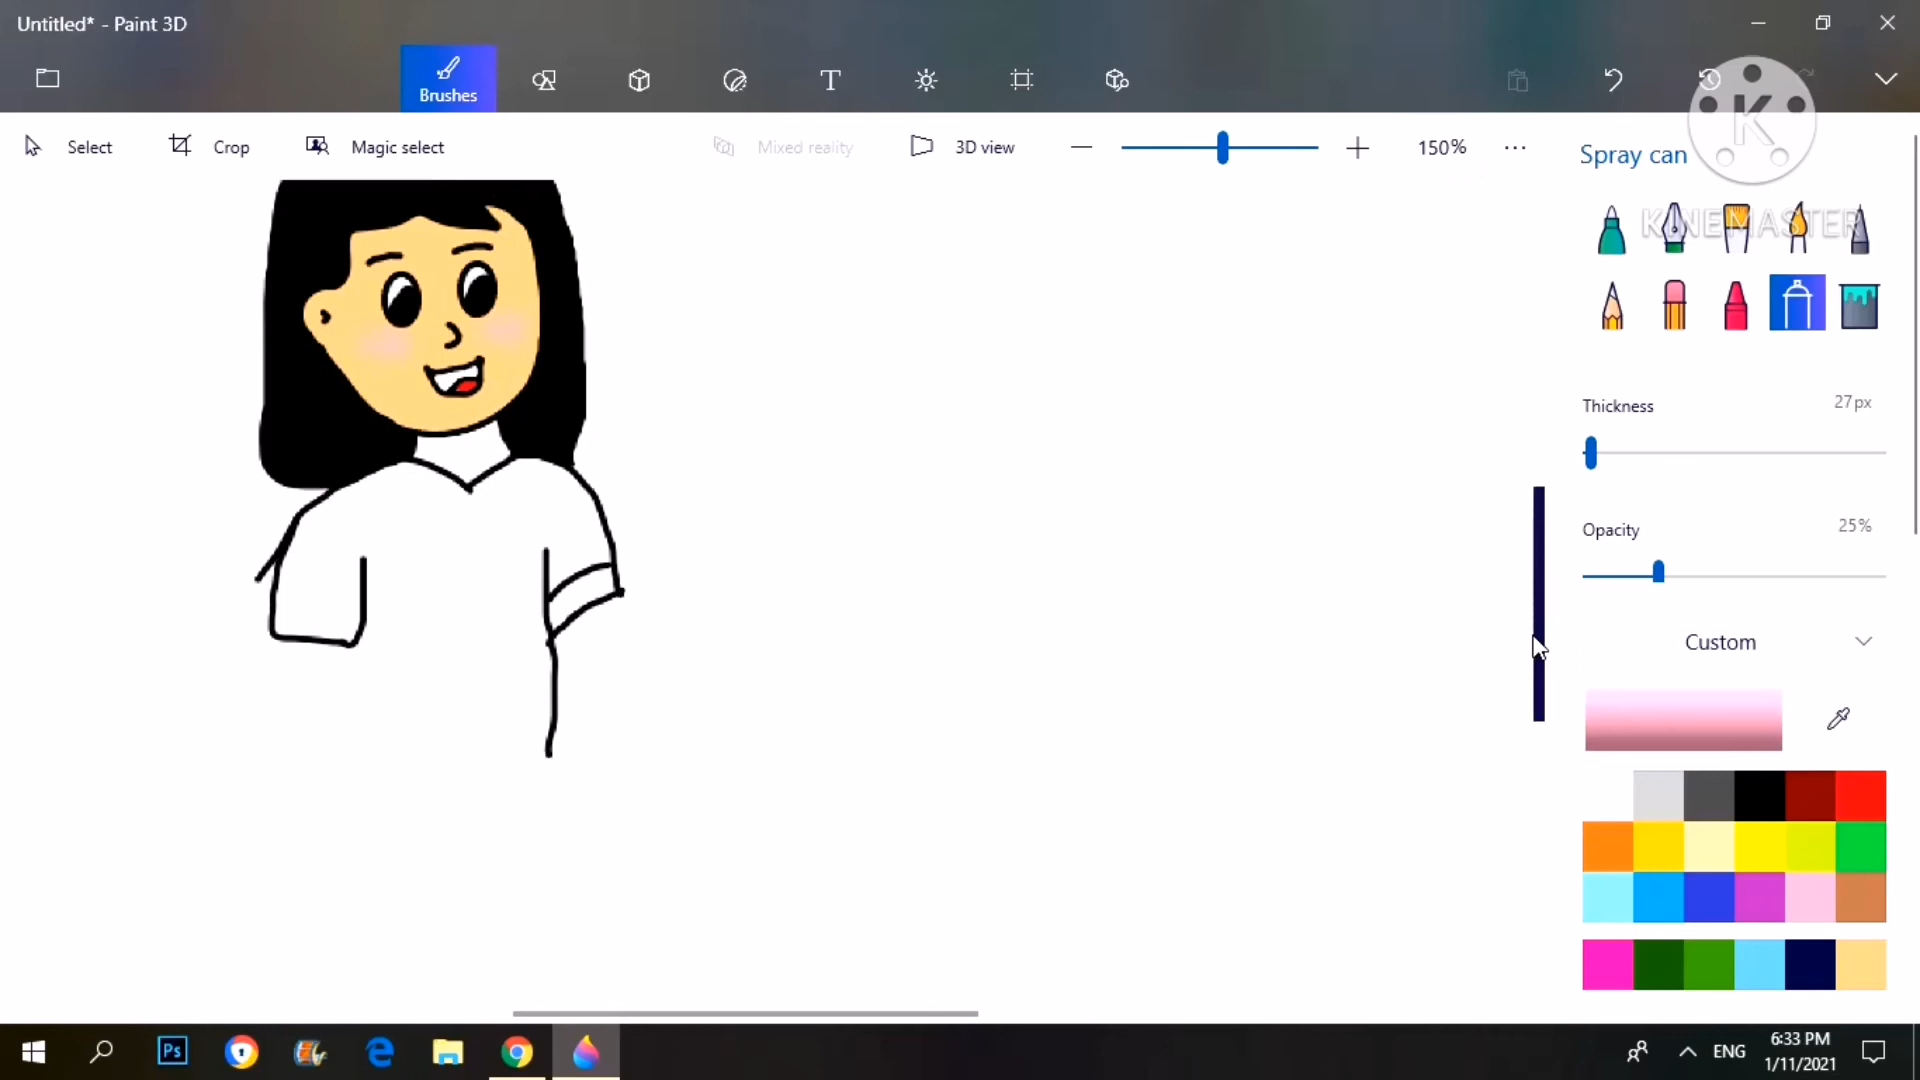 Untitled* - Paint 3D
Brushes
T
Select
Crop
Magic select
Mixed reality
3D view
150%
Spray can
K
KINEMASTER
Thickness
27px
Opacity
25%
Custom
Ps
ENG
6:33 PM
1/11/2021